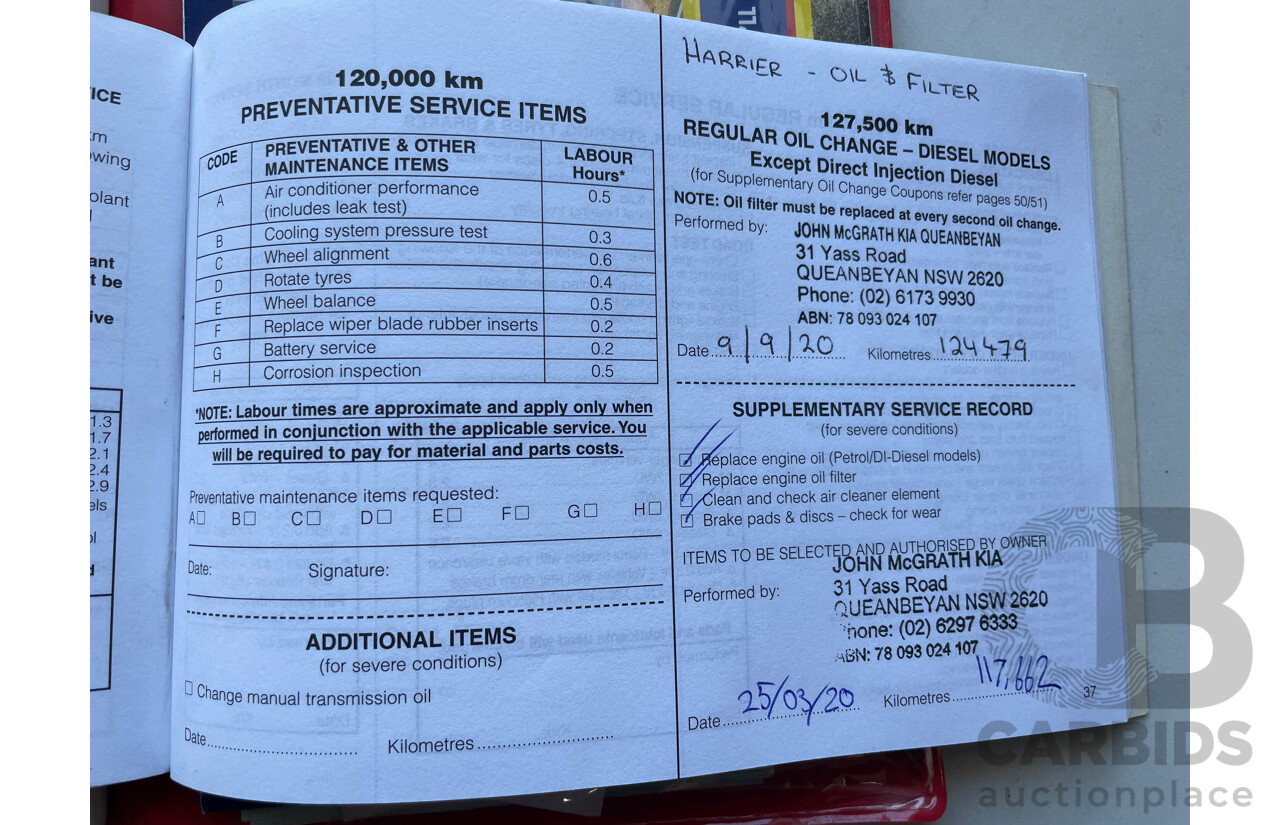 ICE
wing
olant
ant
t be
ive
1.3
1.7
2.1
2.4
2.9
els
120,000 km
PREVENTATIVE SERVICE ITEMS
CODE PREVENTATIVE & OTHER MAINTENANCE ITEMS LABOUR Hours*
A Air conditioner performance (includes leak test) 0.5
B Cooling system pressure test 0.3
C Wheel alignment 0.6
D Rotate tyres 0.4
E Wheel balance 0.5
F Replace wiper blade rubber inserts 0.2
G Battery service 0.2
H Corrosion inspection 0.5
*NOTE: Labour times are approximate and apply only when
performed in conjunction with the applicable service. You
will be required to pay for material and parts costs.
Preventative maintenance items requested:
A□ B□ C□ D□ E□ F□ G□ H□
Date: Signature:
ADDITIONAL ITEMS
(for severe conditions)
□ Change manual transmission oil
Date Kilometres
HARRIER - OIL & FILTER
127,500 km
REGULAR OIL CHANGE – DIESEL MODELS
Except Direct Injection Diesel
(for Supplementary Oil Change Coupons refer pages 50/51)
NOTE: Oil filter must be replaced at every second oil change.
Performed by: JOHN McGRATH KIA QUEANBEYAN
31 Yass Road
QUEANBEYAN NSW 2620
Phone: (02) 6173 9930
ABN: 78 093 024 107
Date 9/9/20 Kilometres 124479
SUPPLEMENTARY SERVICE RECORD
(for severe conditions)
Replace engine oil (Petrol/DI-Diesel models)
Replace engine oil filter
Clean and check air cleaner element
Brake pads & discs – check for wear
ITEMS TO BE SELECTED AND AUTHORISED BY OWNER
JOHN McGRATH KIA
Performed by: 31 Yass Road
QUEANBEYAN NSW 2620
Phone: (02) 6297 6333
ABN: 78 093 024 107
Date 25/03/20 Kilometres 117,662
37
CARBIDS
auctionplace